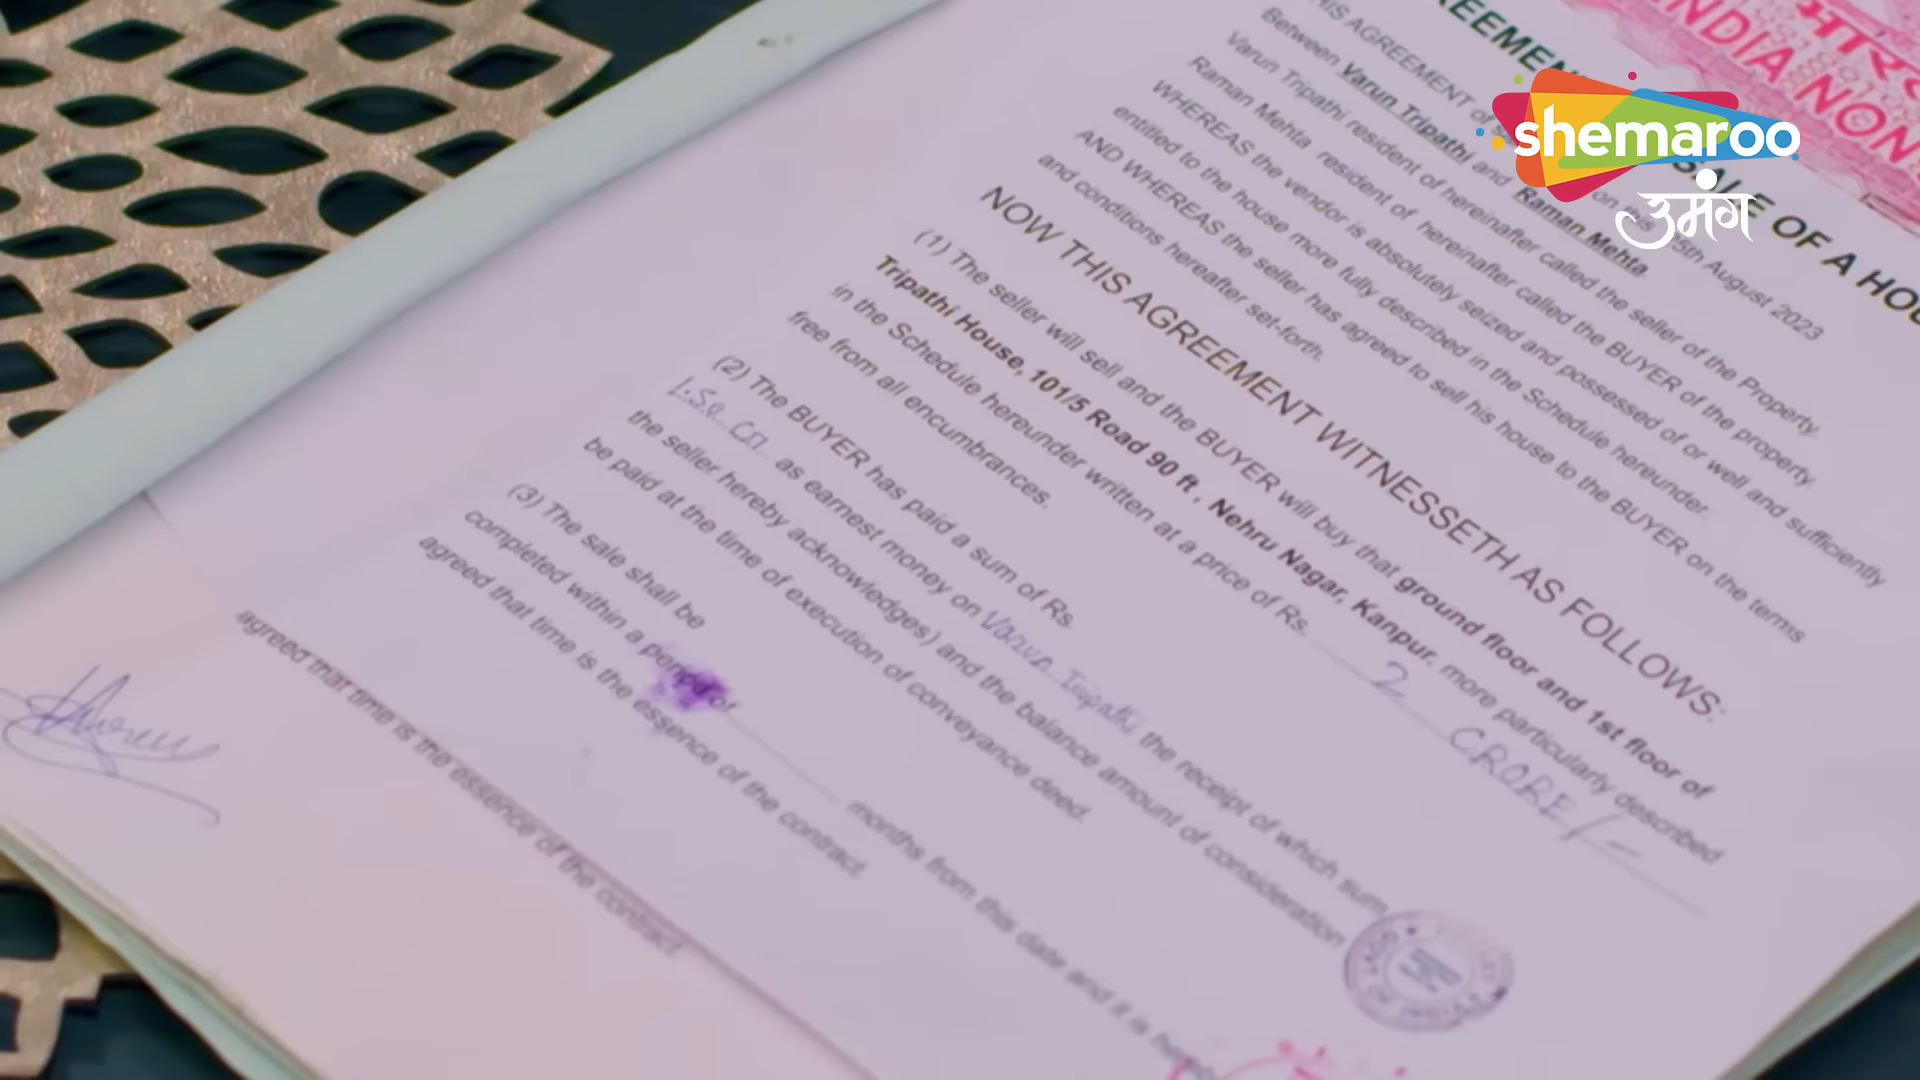 भारत
INDIA NON
REEMEN SALE OF A HOU
shemaroo
उमंग
HIS AGREEMENT of on 25th August 2023
Between Varun Tripathi and Raman Mehta
Varun Tripathi resident of hereinafter called the seller of the Property.
Raman Mehta resident of hereinafter called the BUYER of the property.
WHEREAS the vendor is absolutely seized and possessed of or well and sufficiently
entitled to the house more fully described in the Schedule hereunder.
AND WHEREAS the seller has agreed to sell his house to the BUYER on the terms
and conditions hereafter set-forth.
NOW THIS AGREEMENT WITNESSETH AS FOLLOWS:
(1) The seller will sell and the BUYER will buy that ground floor and 1st floor of
Tripathi House, 101/5 Road 90 ft , Nehru Nagar, Kanpur, more particularly described
in the Schedule hereunder written at a price of Rs. 2 CRORE/-
free from all encumbrances.
(2) The BUYER has paid a sum of Rs.
as earnest money on Varun Tripathi the receipt of which sum,
the seller hereby acknowledges) and the balance amount of consideration
be paid at the time of execution of conveyance deed.
(3) The sale shall be
completed within a period of months from this date and it is hereby
agreed that time is the essence of the contract.
agreed that time is the essence of the contract.
OF INDIA